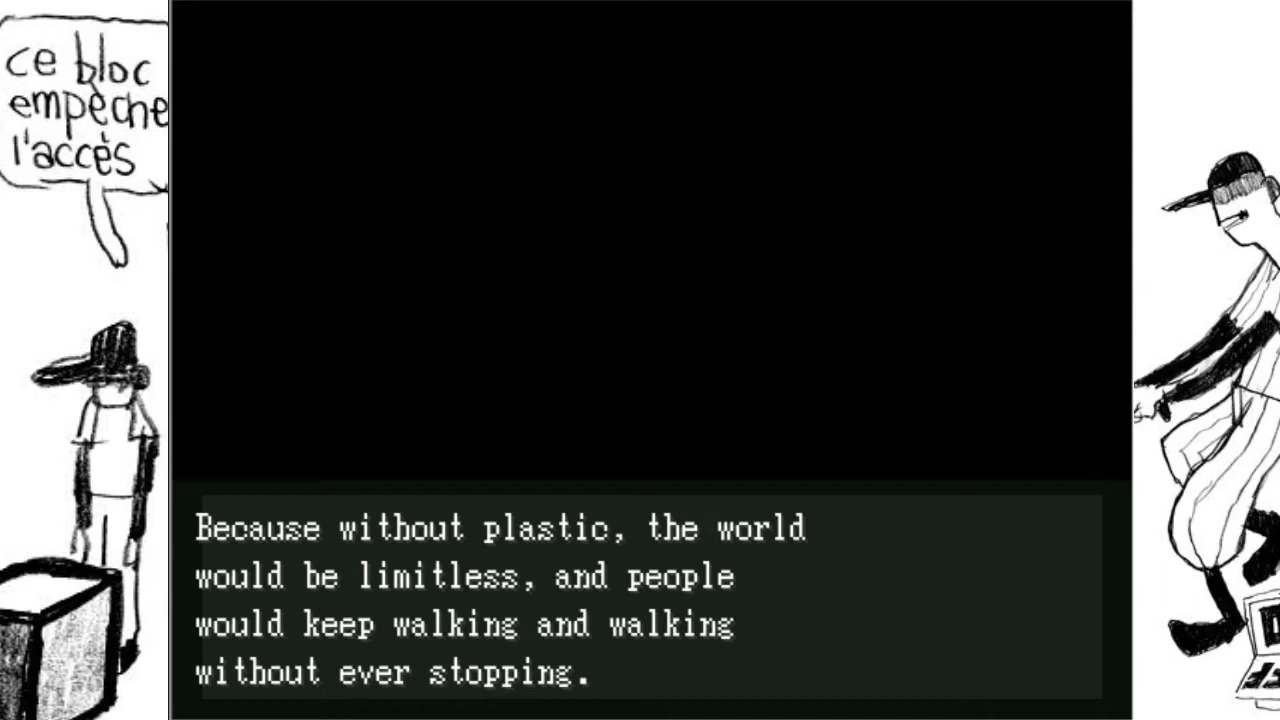 ce bloc
empèche
l'accès
Because without plastic, the world
would be limitless, and people
would keep walking and walking
without ever stopping.